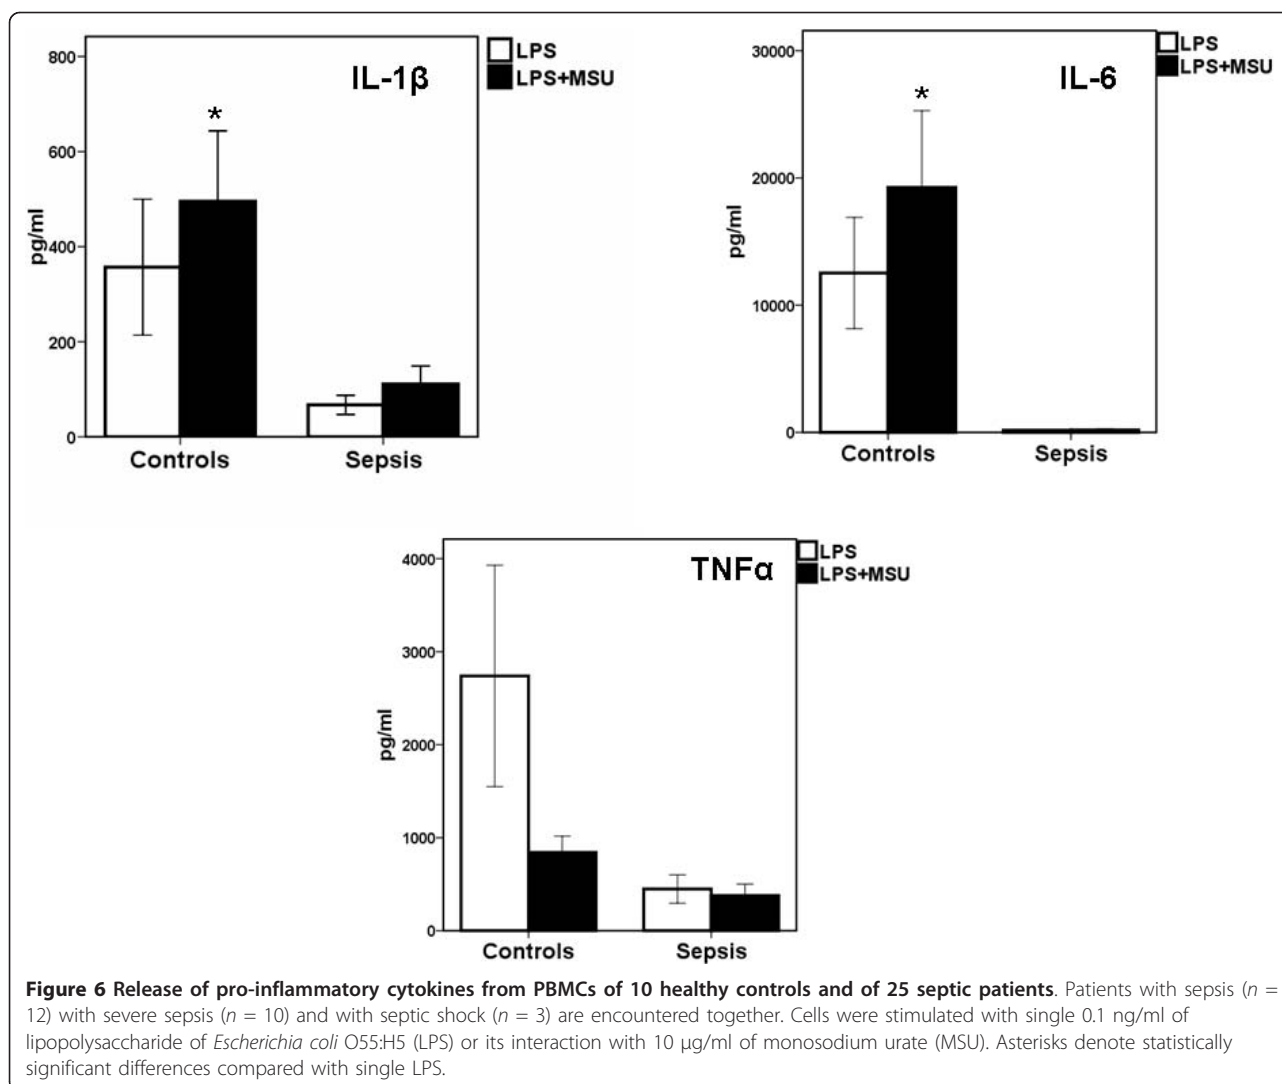 800
600
400
200
0
pg/ml
IL-1β
*
LPS
LPS+MSU
Controls
Sepsis
30000
20000
10000
0
pg/ml
IL-6
*
LPS
LPS+MSU
Controls
Sepsis
4000
3000
2000
1000
0
pg/ml
TNFα
LPS
LPS+MSU
Controls
Sepsis
Figure 6 Release of pro-inflammatory cytokines from PBMCs of 10 healthy controls and of 25 septic patients. Patients with sepsis (n =
12) with severe sepsis (n = 10) and with septic shock (n = 3) are encountered together. Cells were stimulated with single 0.1 ng/ml of
lipopolysaccharide of Escherichia coli O55:H5 (LPS) or its interaction with 10 μg/ml of monosodium urate (MSU). Asterisks denote statistically
significant differences compared with single LPS.